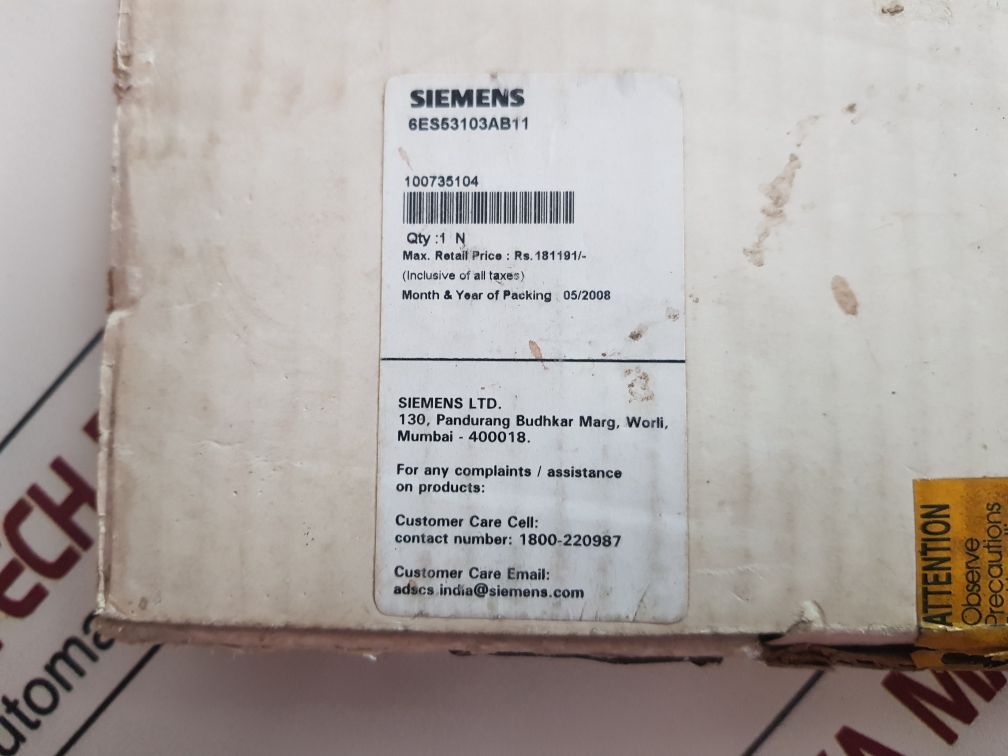 SIEMENS
6ES53103AB11
100735104
Qty :1 N
Max. Retail Price : Rs.181191/-
(Inclusive of all taxes)
Month & Year of Packing 05/2008
SIEMENS LTD.
130, Pandurang Budhkar Marg, Worli,
Mumbai - 400018.
For any complaints / assistance
on products:
Customer Care Cell:
contact number: 1800-220987
Customer Care Email:
adscs.india@siemens.com
ATTENTION
Observe
Precautions